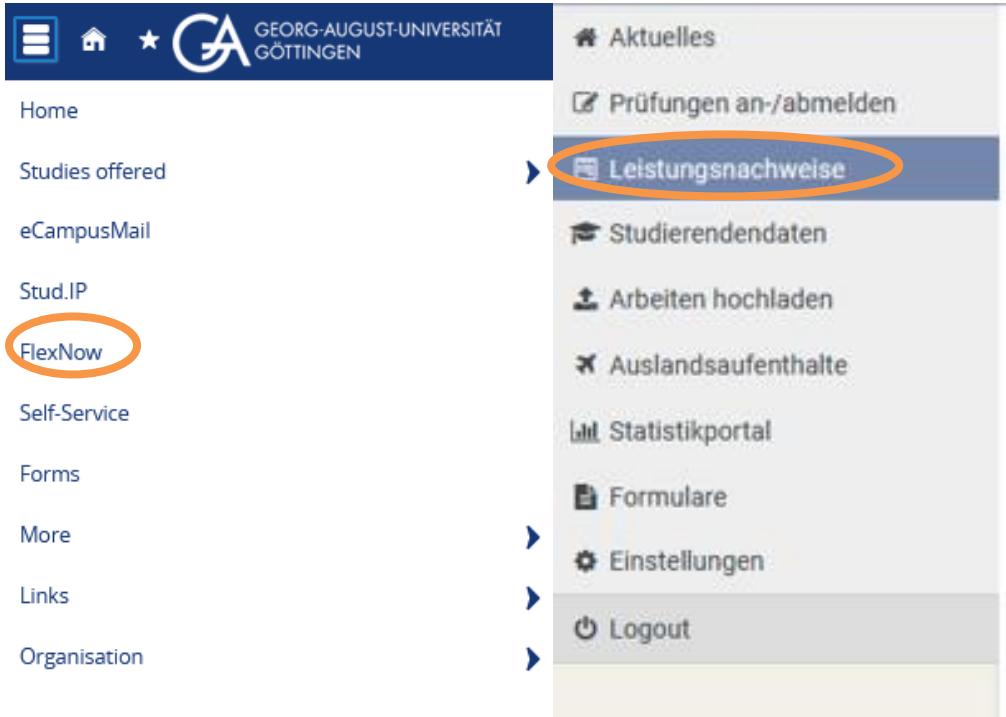 GEORG-AUGUST-UNIVERSITÄT
GÖTTINGEN
Home
Studies offered
eCampusMail
Stud.IP
FlexNow
Self-Service
Forms
More
Links
Organisation
Aktuelles
Prüfungen an-/abmelden
Leistungsnachweise
Studierendendaten
Arbeiten hochladen
Auslandsaufenthalte
Statistikportal
Formulare
Einstellungen
Logout